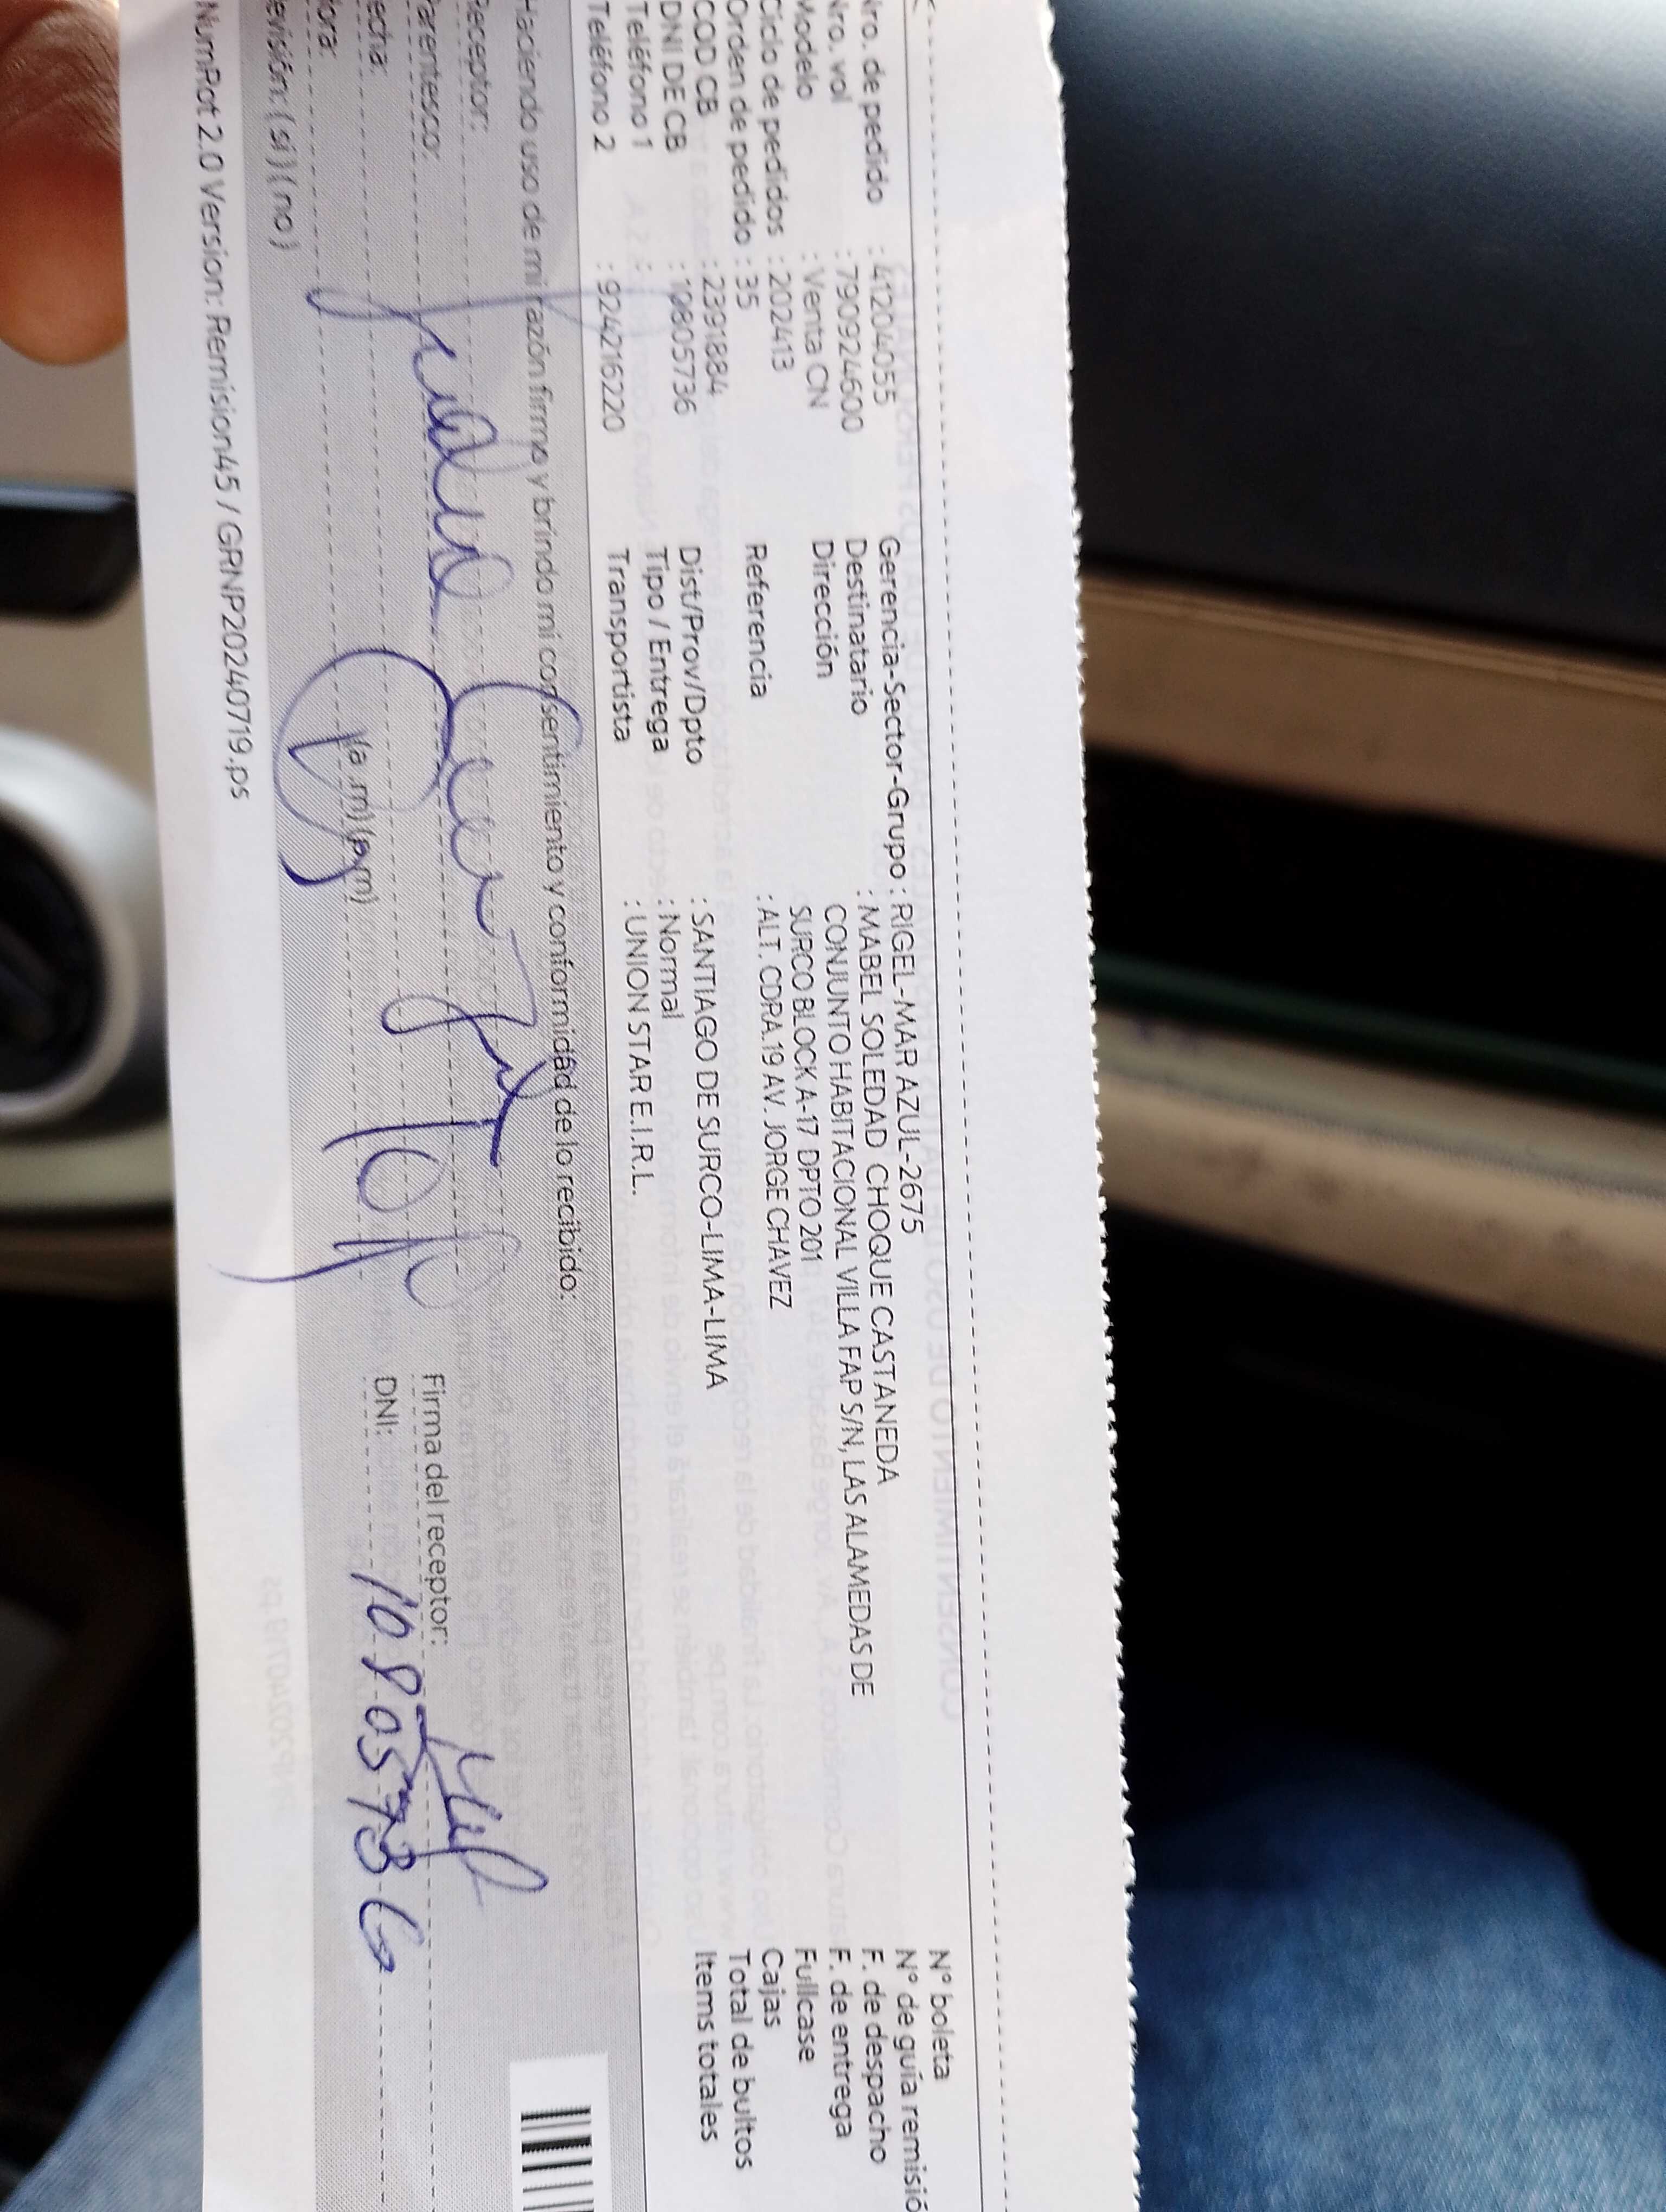 Nro. de pedido : 412040055
Nro. vol : 7909246600
Modelo : Venta CN
Ciclo de pedidos : 202413
Orden de pedido : 35
COD CB : 23391884
DNI DE CB : 10805736
Teléfono 1 :
Teléfono 2 : 924216220
Gerencia-Sector-Grupo : RIGEL-MAR AZUL-2675
Destinatario : MABEL SOLEDAD CHOQUE CASTANEDA
Dirección CONJUNTO HABITACIONAL VILLA FAP S/N, LAS ALAMEDAS DE
SURCO BLOCK A-17 DPTO 201
Referencia : ALT. CDRA.19 AV. JORGE CHAVEZ
Dist/Prov/Dpto : SANTIAGO DE SURCO-LIMA-LIMA
Tipo / Entrega : Normal
Transportista : UNION STAR E.I.R.L.
N° boleta
N° de guía remisió
F. de despacho
F. de entrega
Fullcase
Cajas
Total de bultos
Items totales
Haciendo uso de mi razón firmo y brindo mi consentimiento y conformidad de lo recibido:
Receptor:
Parentesco:
echa:
ora: (a.m)(p.m)
evisión: ( si ) ( no )
Firma del receptor:
DNI: 10805736
NumRot 2.0 Version: Remision45 / GRNP20240719.ps